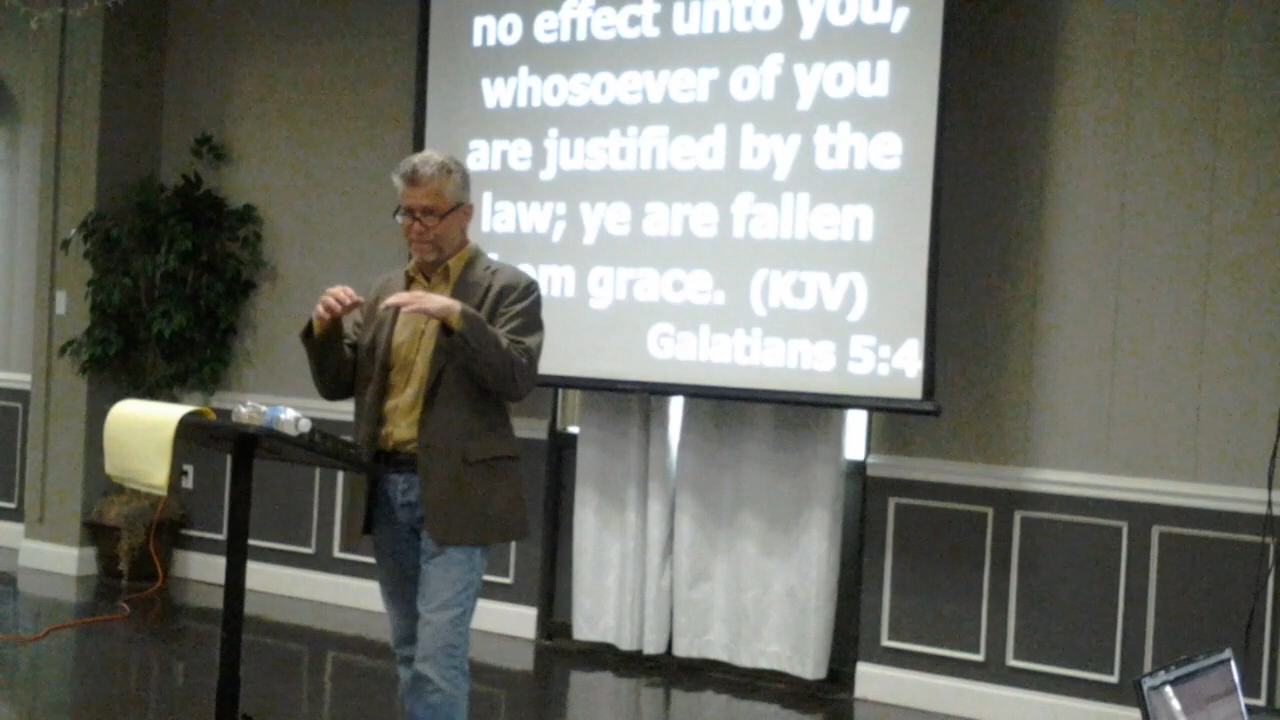 no effect unto you,
whosoever of you
are justified by the
law; ye are fallen
grace. (KJV)
Galatians 5:4